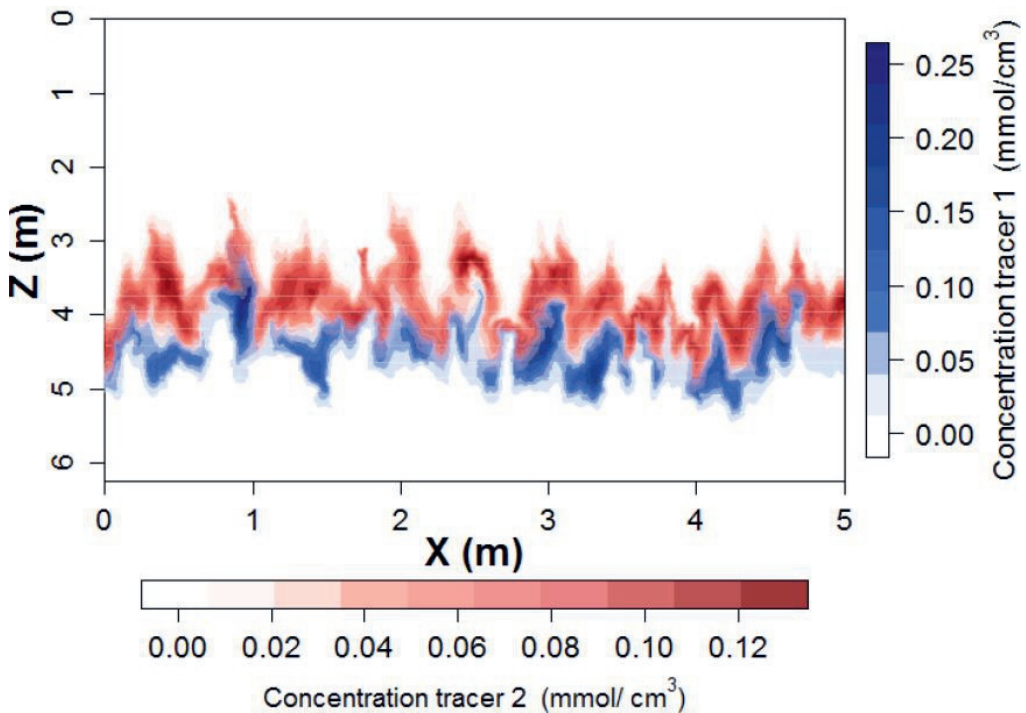 0
1
2
3
4
5
6
Z (m)
0 1 2 3 4 5
X (m)
0.25
0.20
0.15
0.10
0.05
0.00
Concentration tracer 1 (mmol/cm³)
0.00 0.02 0.04 0.06 0.08 0.10 0.12
Concentration tracer 2 (mmol/ cm³)